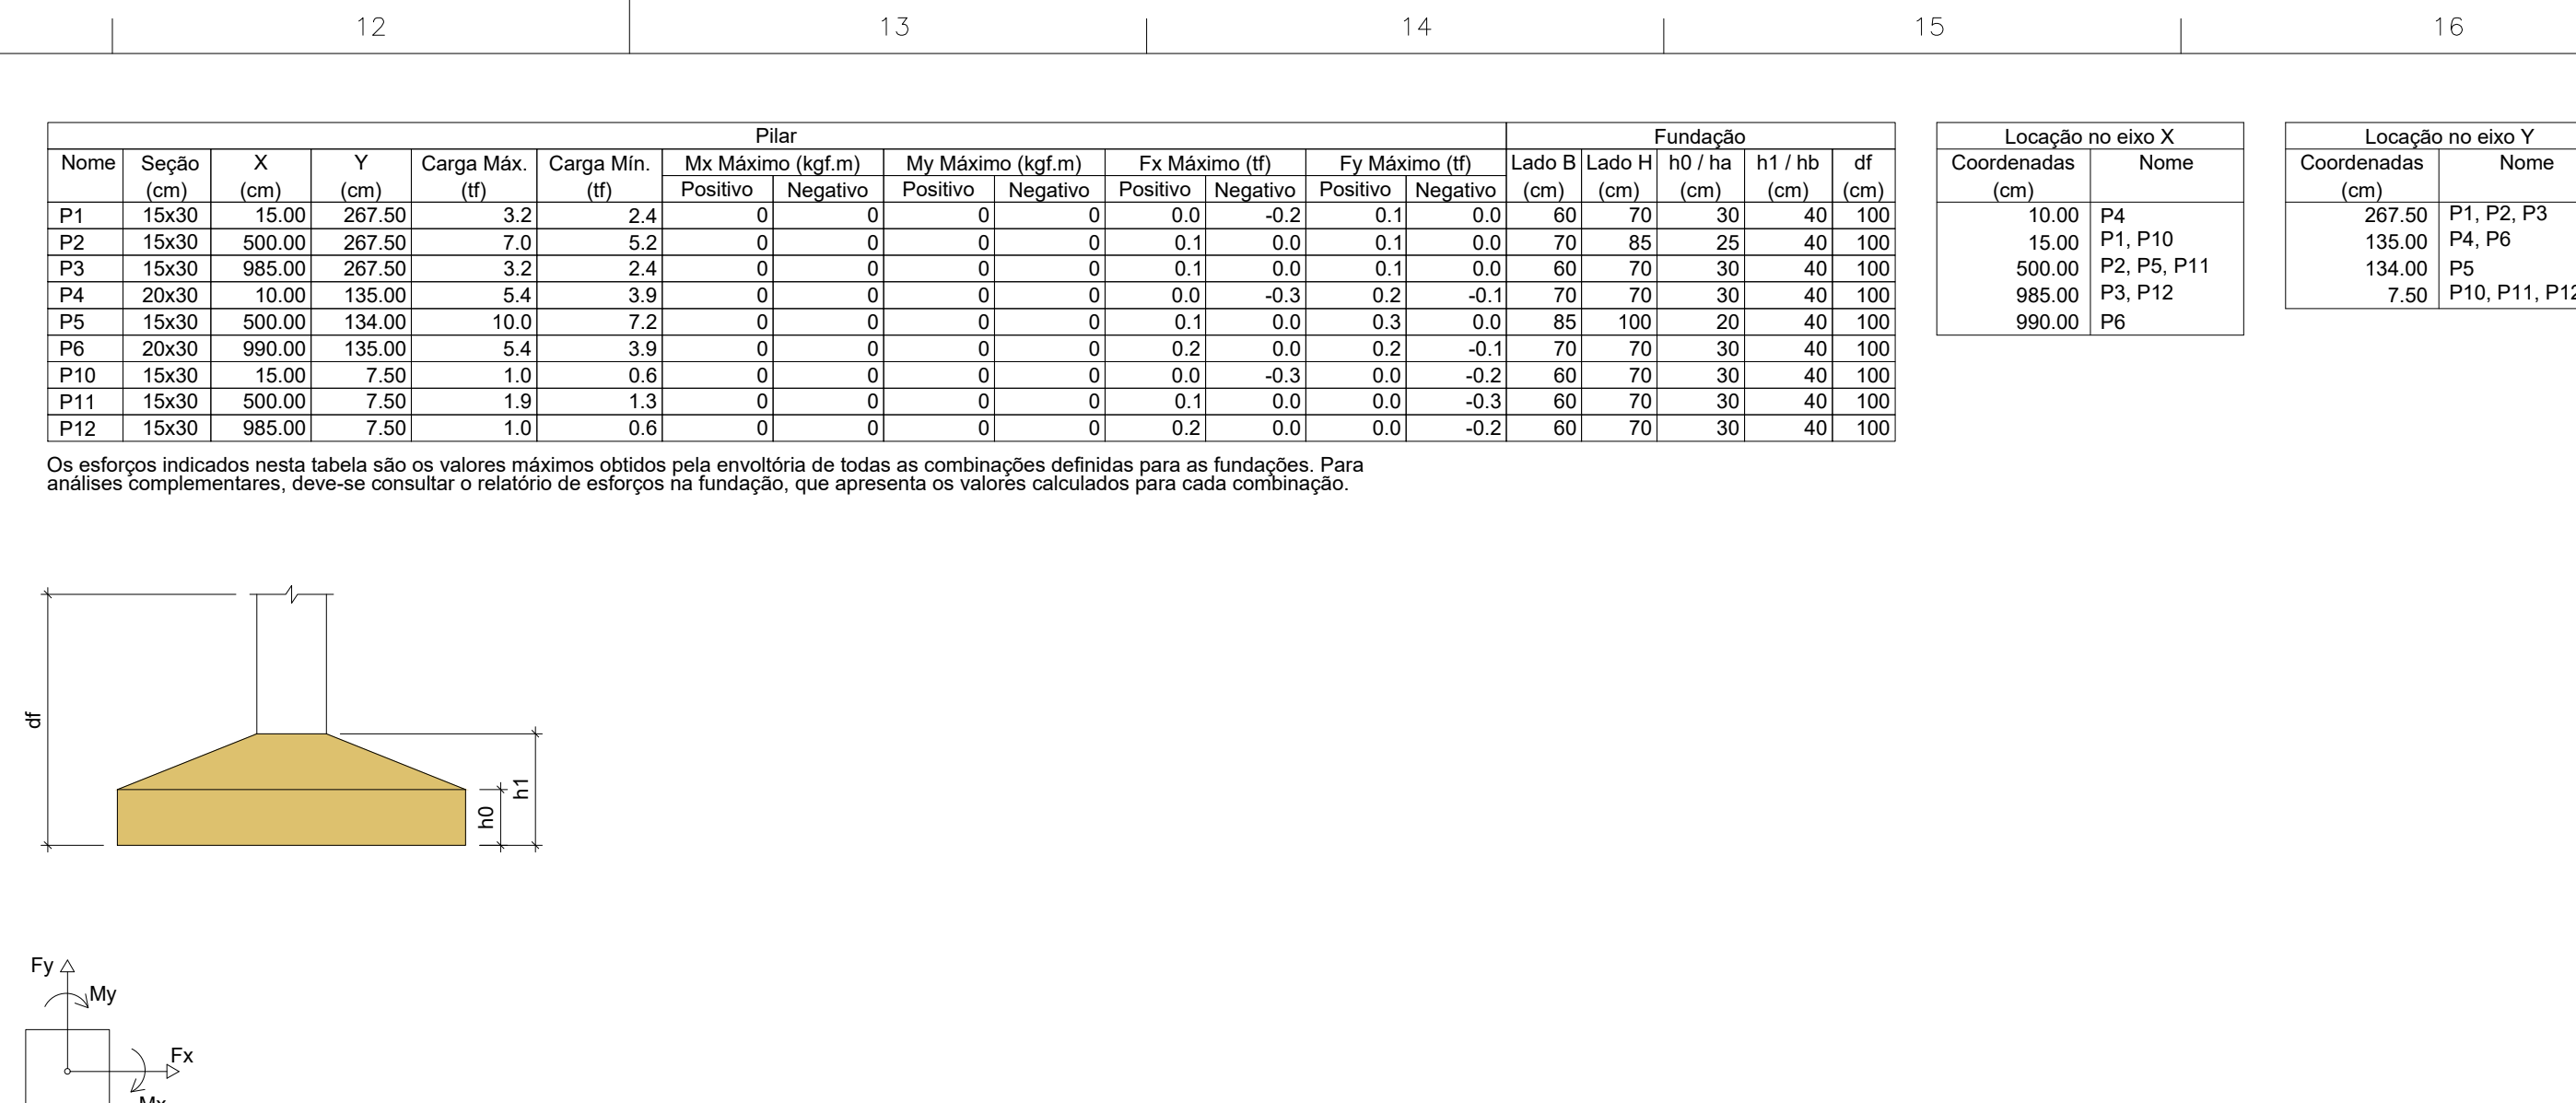 12 13 14 15 16
Pilar Fundação
Nome Seção (cm) X (cm) Y (cm) Carga Máx. (tf) Carga Mín. (tf) Mx Máximo (kgf.m) My Máximo (kgf.m) Fx Máximo (tf) Fy Máximo (tf) Lado B (cm) Lado H (cm) h0 / ha (cm) h1 / hb (cm) df (cm)
Positivo Negativo Positivo Negativo Positivo Negativo Positivo Negativo
P1 15x30 15.00 267.50 3.2 2.4 0 0 0 0 0.0 -0.2 0.1 0.0 60 70 30 40 100
P2 15x30 500.00 267.50 7.0 5.2 0 0 0 0 0.1 0.0 0.1 0.0 70 85 25 40 100
P3 15x30 985.00 267.50 3.2 2.4 0 0 0 0 0.1 0.0 0.1 0.0 60 70 30 40 100
P4 20x30 10.00 135.00 5.4 3.9 0 0 0 0 0.0 -0.3 0.2 -0.1 70 70 30 40 100
P5 15x30 500.00 134.00 10.0 7.2 0 0 0 0 0.1 0.0 0.3 0.0 85 100 20 40 100
P6 20x30 990.00 135.00 5.4 3.9 0 0 0 0 0.2 0.0 0.2 -0.1 70 70 30 40 100
P10 15x30 15.00 7.50 1.0 0.6 0 0 0 0 0.0 -0.3 0.0 -0.2 60 70 30 40 100
P11 15x30 500.00 7.50 1.9 1.3 0 0 0 0 0.1 0.0 0.0 -0.3 60 70 30 40 100
P12 15x30 985.00 7.50 1.0 0.6 0 0 0 0 0.2 0.0 0.0 -0.2 60 70 30 40 100
Os esforços indicados nesta tabela são os valores máximos obtidos pela envoltória de todas as combinações definidas para as fundações. Para
análises complementares, deve-se consultar o relatório de esforços na fundação, que apresenta os valores calculados para cada combinação.
Locação no eixo X
Coordenadas (cm) Nome
10.00 P4
15.00 P1, P10
500.00 P2, P5, P11
985.00 P3, P12
990.00 P6
Locação no eixo Y
Coordenadas (cm) Nome
267.50 P1, P2, P3
135.00 P4, P6
134.00 P5
7.50 P10, P11, P12
df
h1
h0
Fy
My
Fx
Mx